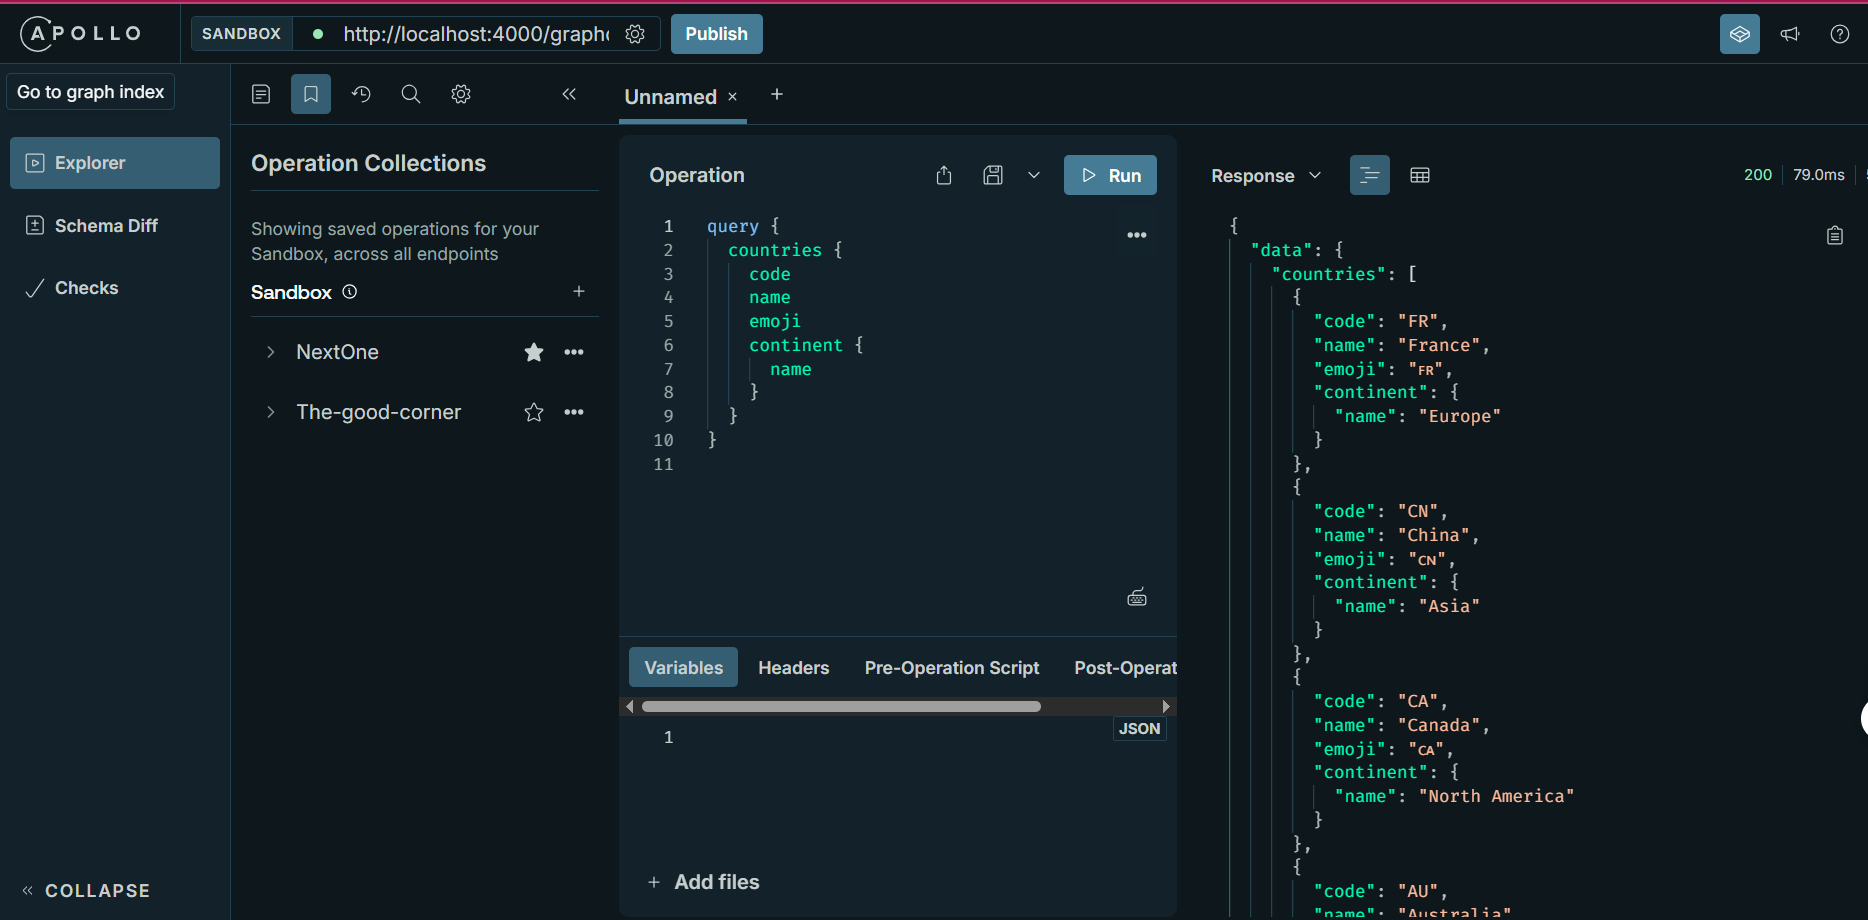 APOLLO
SANDBOX
http://localhost:4000/graph
Publish
Go to graph index
Explorer
Schema Diff
Checks
COLLAPSE
Operation Collections
Showing saved operations for your
Sandbox, across all endpoints
Sandbox
NextOne
The-good-corner
Unnamed
Operation
Run
1 query {
2 countries {
3 code
4 name
5 emoji
6 continent {
7 name
8 }
9 }
10 }
11
Variables Headers Pre-Operation Script Post-Operat
JSON
1
+ Add files
Response
200 79.0ms
{
"data": {
"countries": [
{
"code": "FR",
"name": "France",
"emoji": "FR",
"continent": {
"name": "Europe"
}
},
{
"code": "CN",
"name": "China",
"emoji": "CN",
"continent": {
"name": "Asia"
}
},
{
"code": "CA",
"name": "Canada",
"emoji": "CA",
"continent": {
"name": "North America"
}
},
{
"code": "AU",
"name": "Australia"